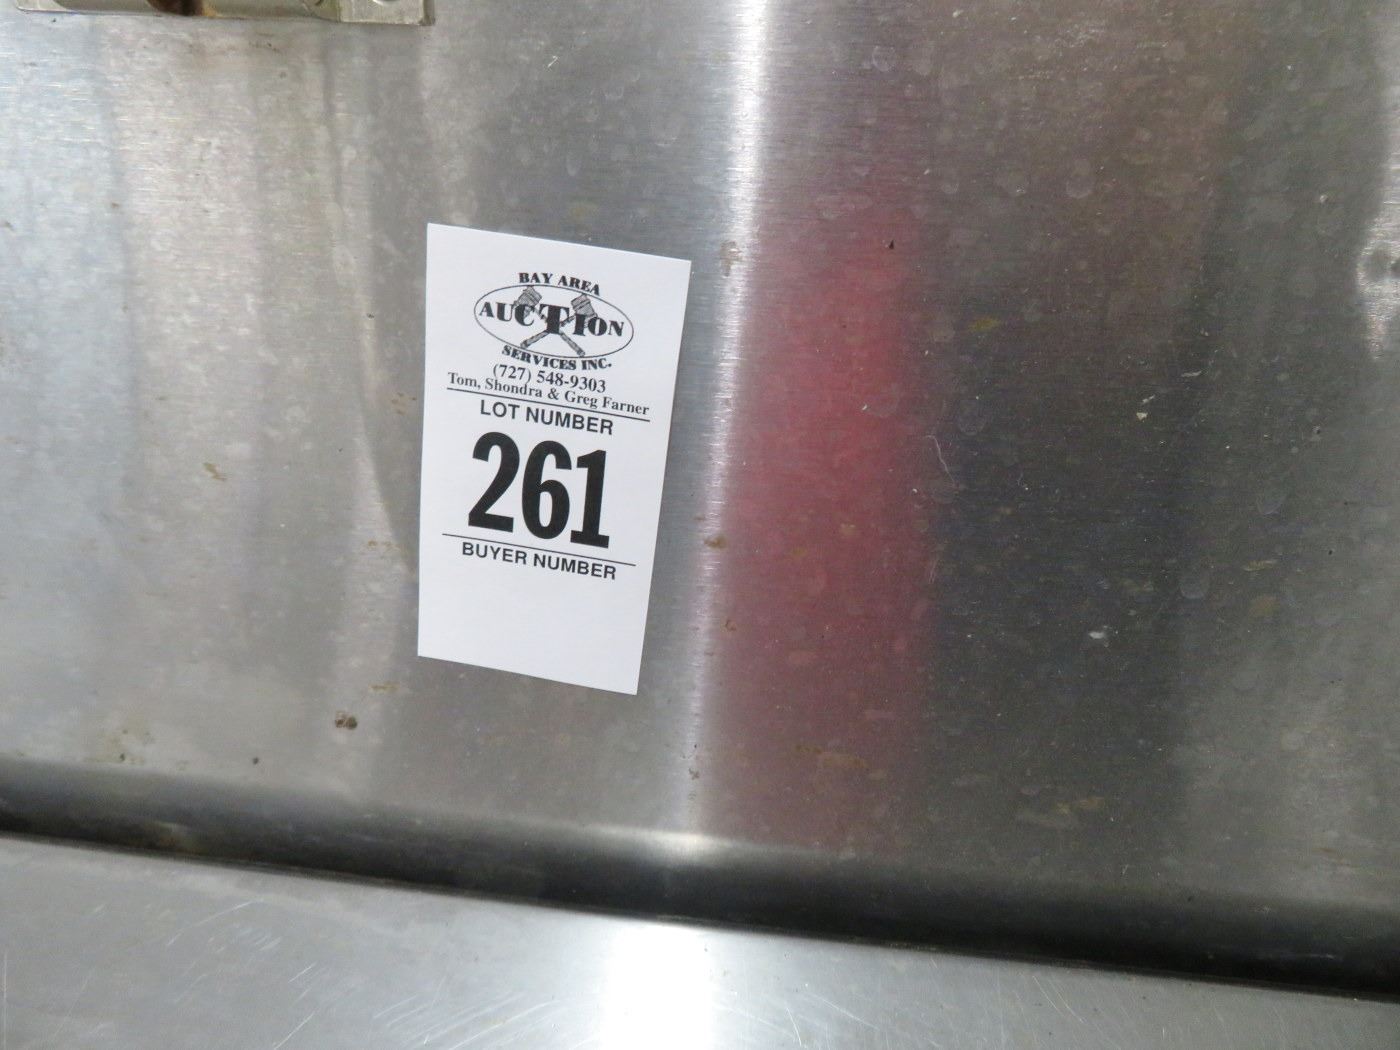 BAY AREA
AUCTION
SERVICES INC.
(727) 548-9303
Tom, Shondra & Greg Farner
LOT NUMBER
261
BUYER NUMBER